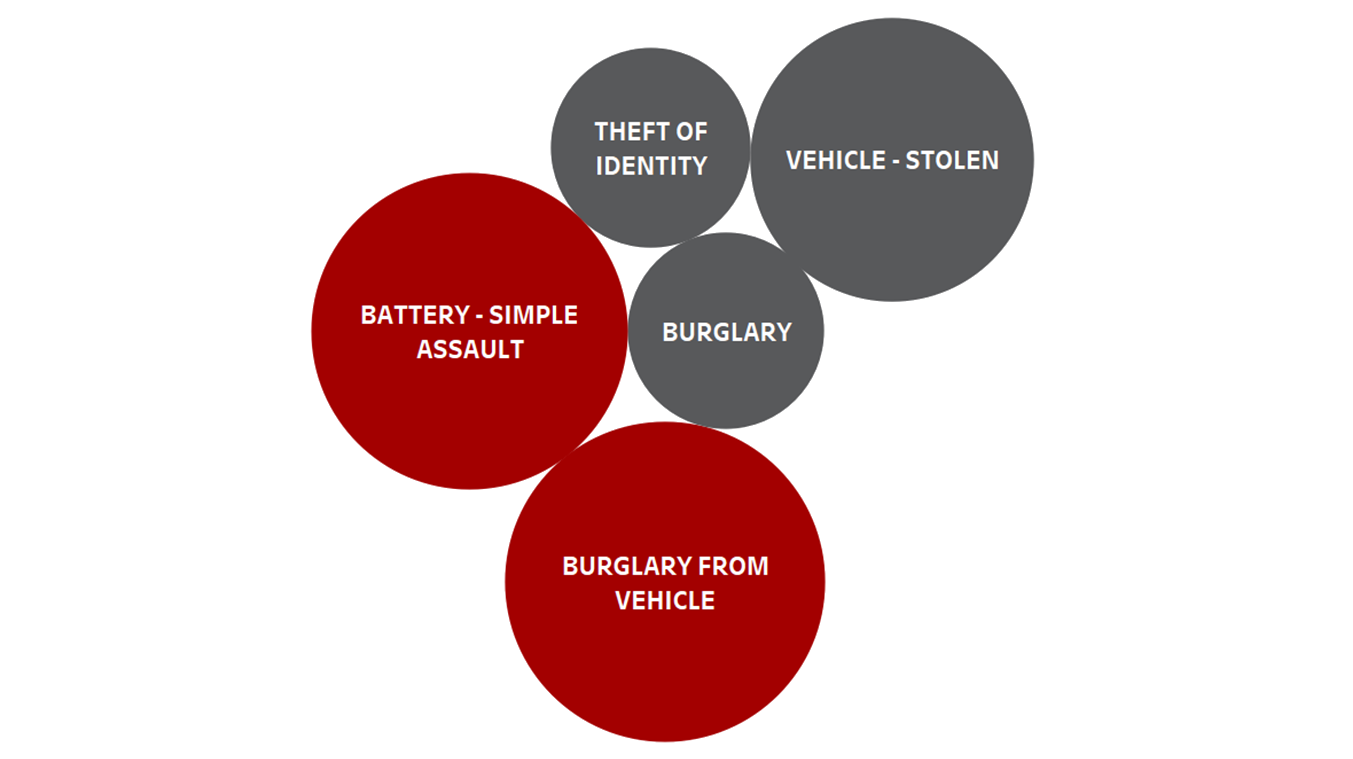 THEFT OF
IDENTITY
VEHICLE - STOLEN
BATTERY - SIMPLE
ASSAULT
BURGLARY
BURGLARY FROM
VEHICLE